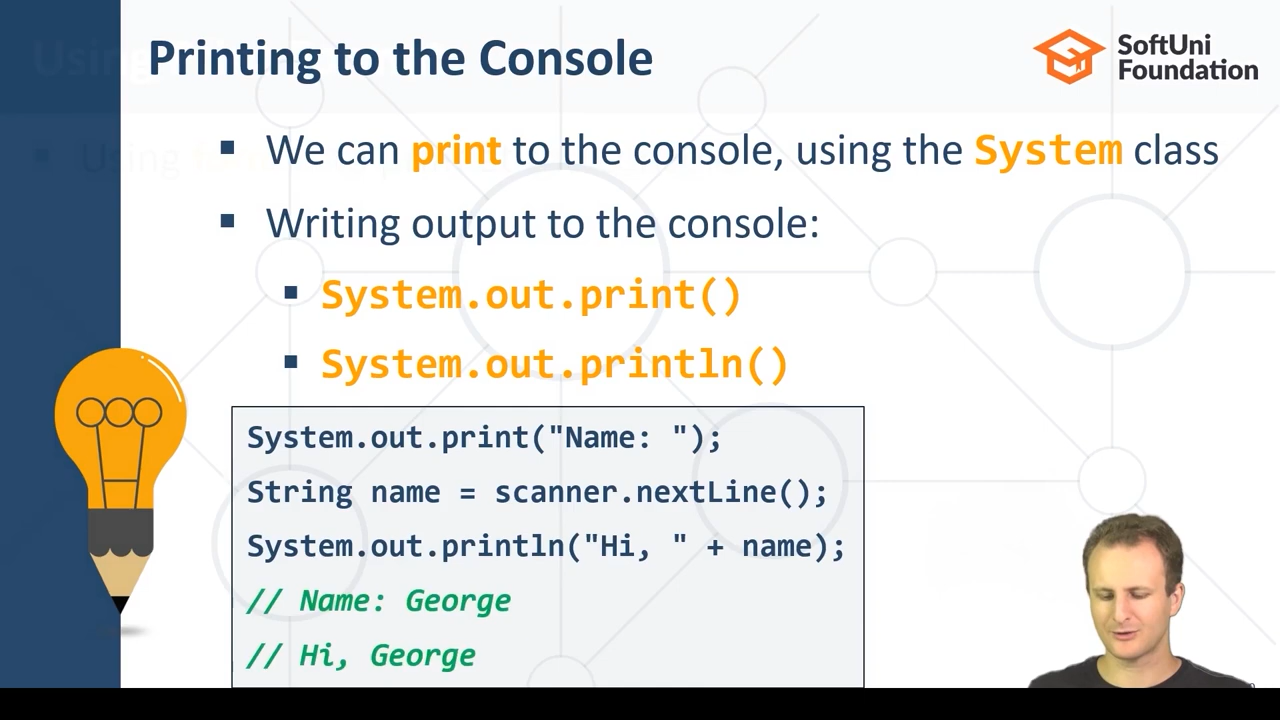 Printing to the Console
SoftUni
Foundation
▪ We can print to the console, using the System class
▪ Writing output to the console:
▪ System.out.print()
▪ System.out.println()
System.out.print("Name: ");
String name = scanner.nextLine();
System.out.println("Hi, " + name);
// Name: George
// Hi, George